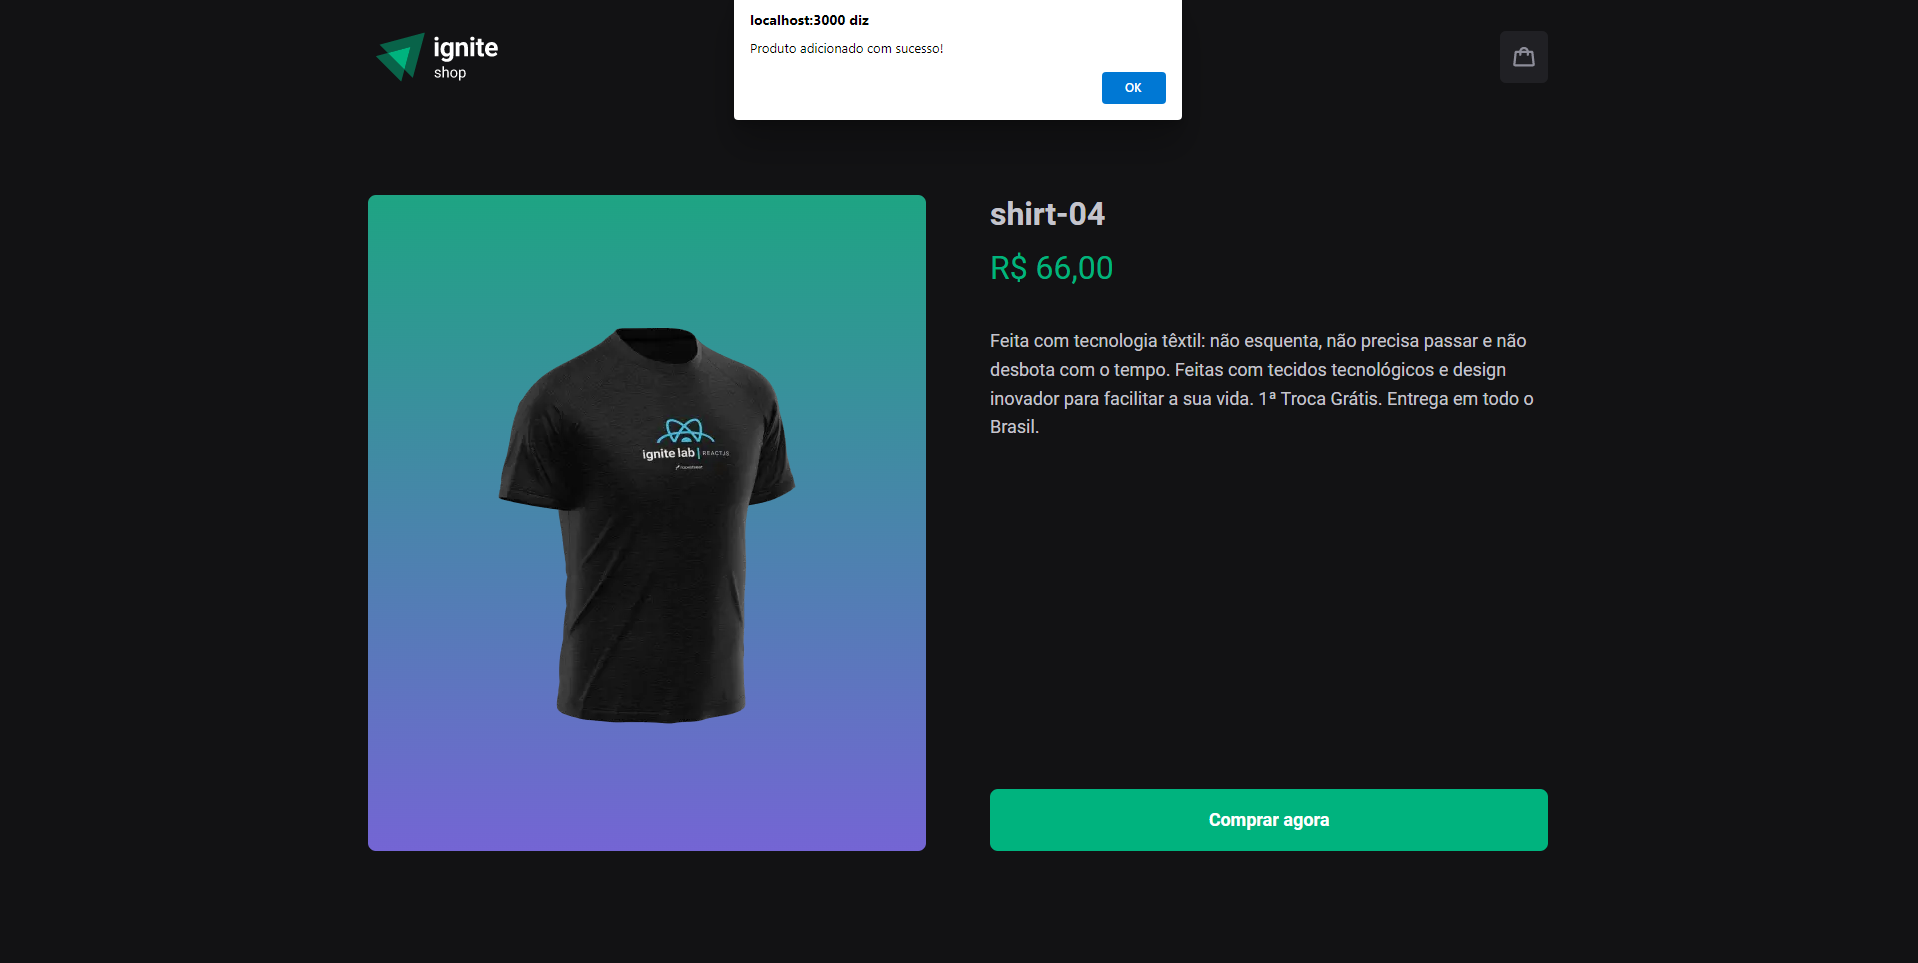 localhost:3000 diz
Produto adicionado com sucesso!
OK
ignite
shop
shirt-04
R$ 66,00
Feita com tecnologia têxtil: não esquenta, não precisa passar e não
desbota com o tempo. Feitas com tecidos tecnológicos e design
inovador para facilitar a sua vida. 1ª Troca Grátis. Entrega em todo o
Brasil.
ignite lab | REACTJS
Comprar agora